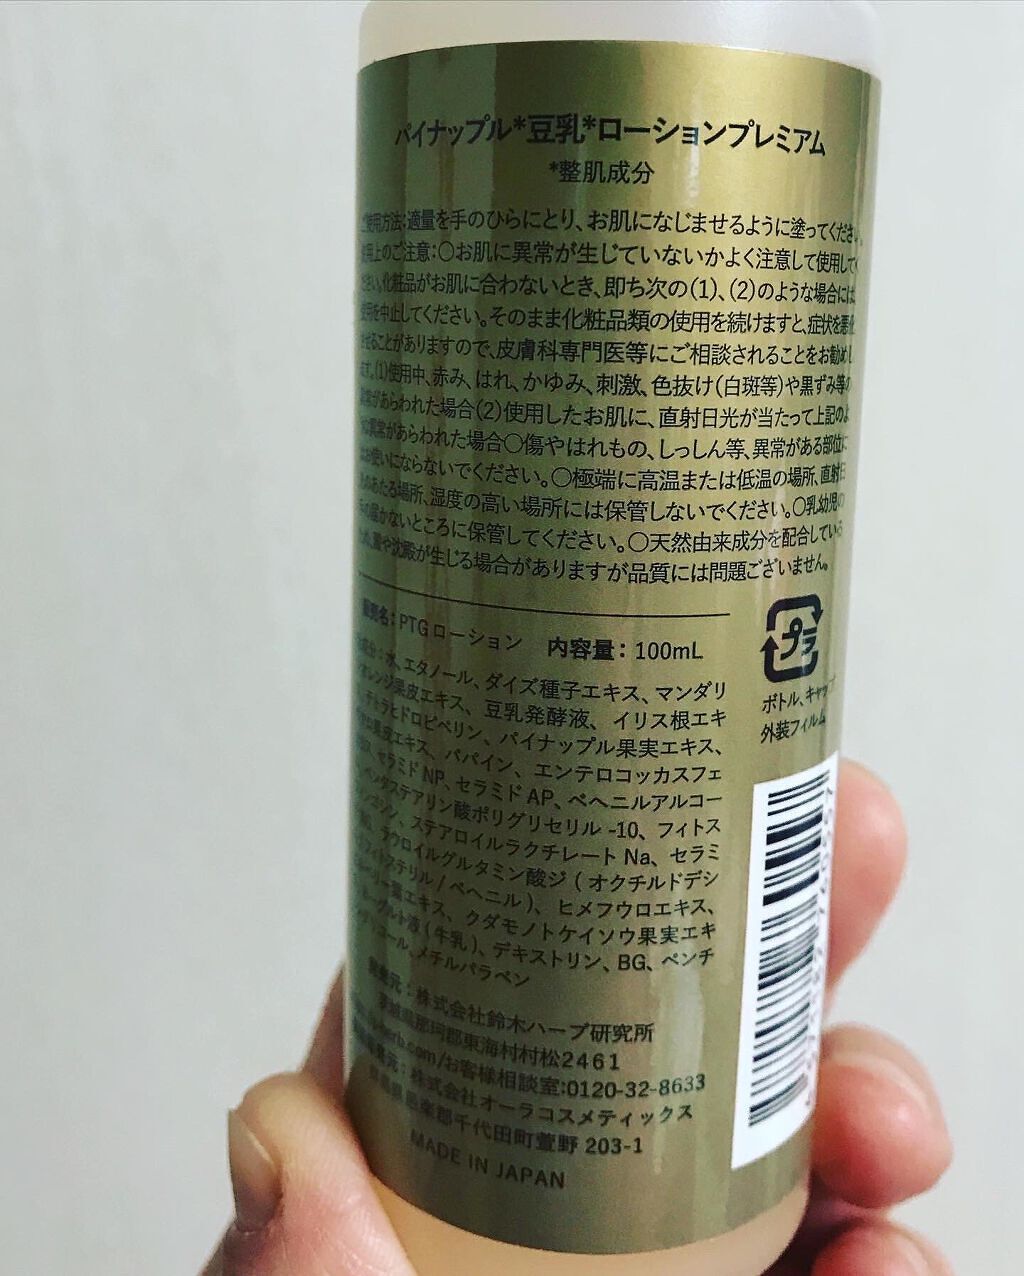 パイナップル*豆乳*ローションプレミアム
*整肌成分
使用方法:適量を手のひらにとり、お肌になじませるように塗ってください
使用上のご注意:〇お肌に異常が生じていないかよく注意して使用して
さい。化粧品がお肌に合わないとき、即ち次の(1)、(2)のような場合には、
使用を中止してください。そのまま化粧品類の使用を続けますと、症状を悪化
させることがありますので、皮膚科専門医等にご相談されることをお勧めし
ます。(1)使用中、赤み、はれ、かゆみ、刺激、色抜け(白斑等)や黒ずみ等の
異常があらわれた場合(2)使用したお肌に、直射日光が当たって上記のよ
異常があらわれた場合〇傷やはれもの、しっしん等、異常がある部位に
はお使いにならないでください。〇極端に高温または低温の場所、直射日
のあたる場所、湿度の高い場所には保管しないでください。〇乳幼児の
の届かないところに保管してください。〇天然由来成分を配合してい
や沈殿が生じる場合がありますが品質には問題ございません。
販売名:PTGローション 内容量:100mL
プラ
ボトル、キャップ
外装フィルム
成分:水、エタノール、ダイズ種子エキス、マンダリ
オレンジ果皮エキス、豆乳発酵液、イリス根エキ
テトラヒドロピペリン、パイナップル果実エキス、
果皮エキス、パパイン、エンテロコッカスフェ
セラミドNP、セラミドAP、ベヘニルアルコー
ペンタステアリン酸ポリグリセリル-10、フィトス
ステアロイルラクチレートNa、セラミ
ラウロイルグルタミン酸ジ(オクチルドデシ
フィトステリル/ベヘニル)、ヒメフウロエキス、
葉エキス、クダモノトケイソウ果実エキ
ヨーグルト液(牛乳)、デキストリン、BG、ペンチ
コール、メチルパラベン
発売元:株式会社鈴木ハーブ研究所
茨城県那珂郡東海村村松2461
herb.com/お客様相談室:0120-32-8633
元:株式会社オーラコスメティックス
群馬県邑楽郡千代田町萱野203-1
MADE IN JAPAN